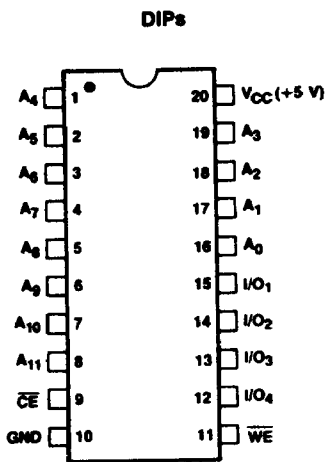 DIPs
A4 1 20 VCC (+5 V)
A5 2 19 A3
A6 3 18 A2
A7 4 17 A1
A8 5 16 A0
A9 6 15 I/O1
A10 7 14 I/O2
A11 8 13 I/O3
C̅E̅ 9 12 I/O4
GND 10 11 W̅E̅